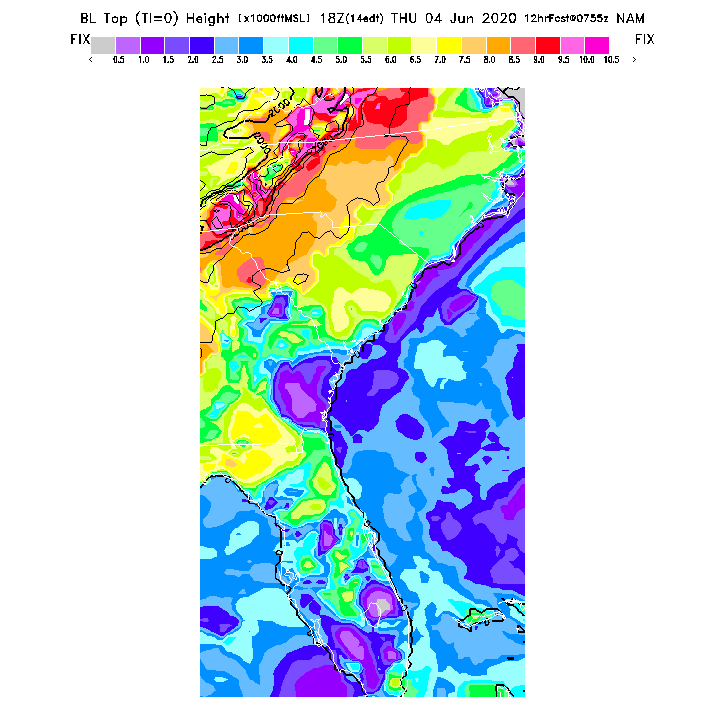 BL Top (TI=0) Height [x1000ftMSL] 18Z(14edt) THU 04 Jun 2020 12hrFcst@0755z NAM
FIX FIX
< 0.5 1.0 1.5 2.0 2.5 3.0 3.5 4.0 4.5 5.0 5.5 6.0 6.5 7.0 7.5 8.0 8.5 9.0 9.5 10.0 10.5 >
2000